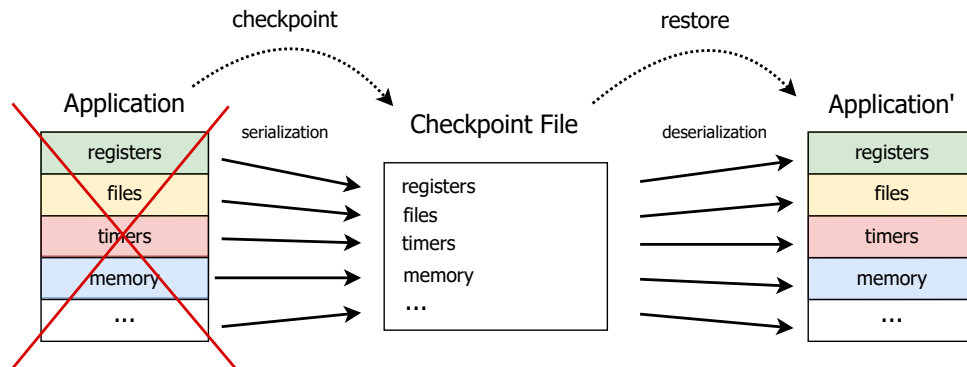 checkpoint
restore
Application
Checkpoint File
Application'
serialization
deserialization
registers
files
timers
memory
...
registers
files
timers
memory
...
registers
files
timers
memory
...